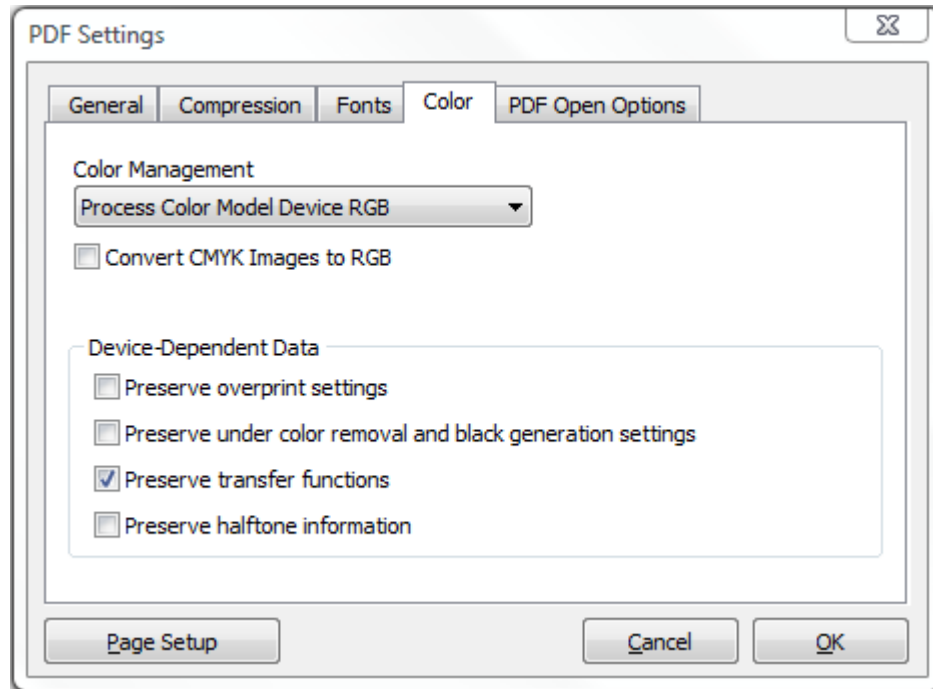 PDF Settings
General Compression Fonts Color PDF Open Options
Color Management
Process Color Model Device RGB
Convert CMYK Images to RGB
Device-Dependent Data
Preserve overprint settings
Preserve under color removal and black generation settings
Preserve transfer functions
Preserve halftone information
Page Setup Cancel OK